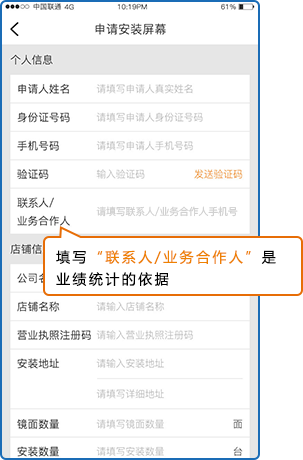 中国联通 4G 10:19PM 61%
申请安装屏幕
个人信息
申请人姓名 请填写申请人真实姓名
身份证号码 请填写申请人身份证号码
手机号码 请填写申请人手机号码
验证码 输入验证码 发送验证码
联系人/
业务合作人 请填写联系人/业务合作人手机号
填写“联系人/业务合作人”是
业绩统计的依据
店铺信
公司名
店铺名称 请输入店铺名称
营业执照注册码 请输入营业执照注册码
安装地址 请输入安装地址
请填写详细地址
镜面数量 请填写镜面数量 面
安装数量 请填写安装数量 台